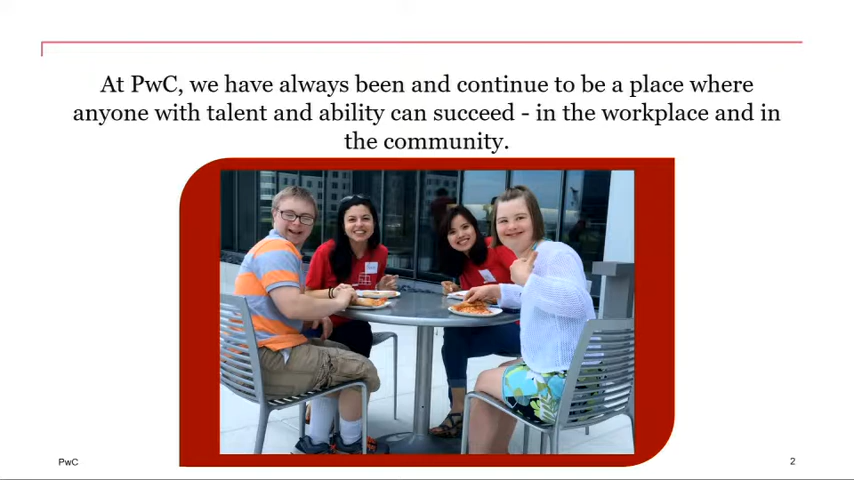 At PwC, we have always been and continue to be a place where
anyone with talent and ability can succeed - in the workplace and in
the community.
PwC
2